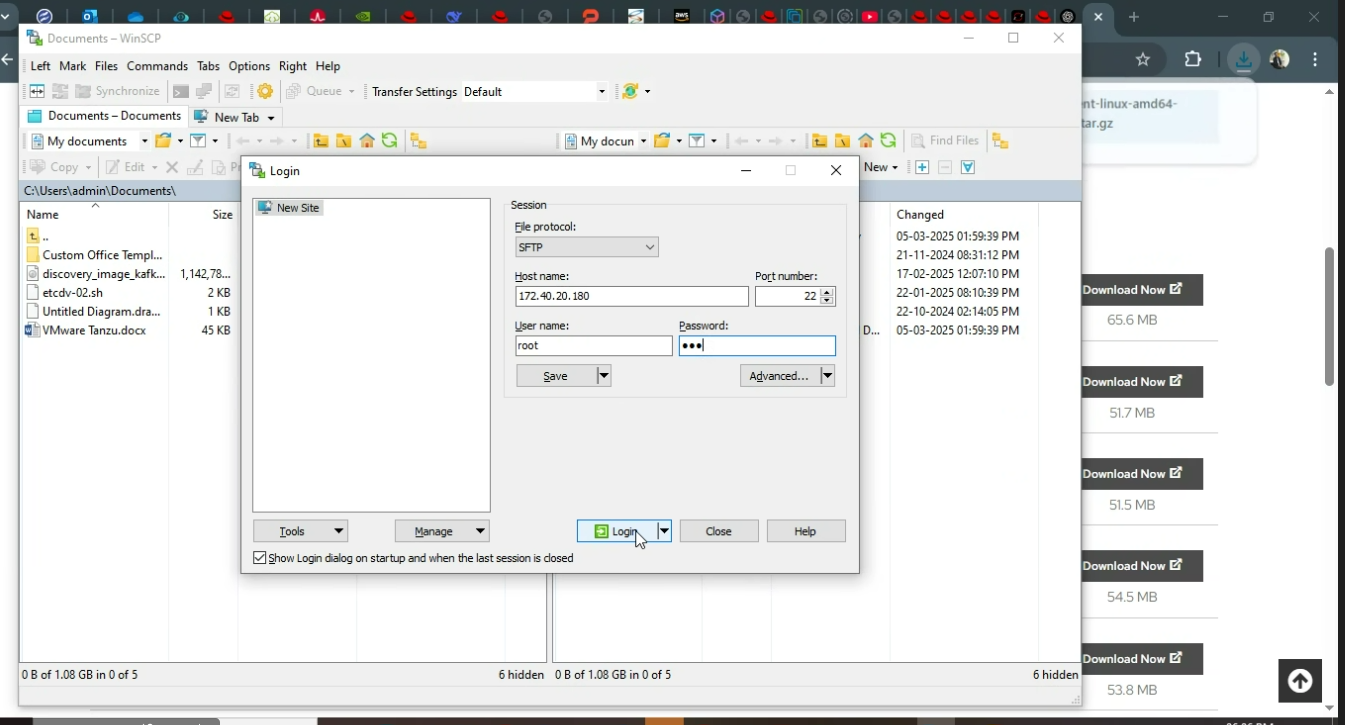 Documents – WinSCP
Left Mark Files Commands Tabs Options Right Help
Synchronize Queue Transfer Settings Default
Documents – Documents New Tab
My documents My docun Find Files
Copy Edit New
C:\Users\admin\Documents\
Name Size Changed
.. 05-03-2025 01:59:39 PM
Custom Office Templ... 21-11-2024 08:31:12 PM
discovery_image_kafk... 1,142,78... 17-02-2025 12:07:10 PM
etcdv-02.sh 2 KB 22-01-2025 08:10:39 PM
Untitled Diagram.dra... 1 KB 22-10-2024 02:14:05 PM
VMware Tanzu.docx 45 KB D... 05-03-2025 01:59:39 PM
Login
New Site
Session
File protocol:
SFTP
Host name: Port number:
172.40.20.180 22
User name: Password:
root •••
Save Advanced...
Tools Manage Login Close Help
Show Login dialog on startup and when the last session is closed
0 B of 1.08 GB in 0 of 5 6 hidden 0 B of 1.08 GB in 0 of 5 6 hidden
nt-linux-amd64-
tar.gz
Download Now
65.6 MB
Download Now
51.7 MB
Download Now
51.5 MB
Download Now
54.5 MB
Download Now
53.8 MB